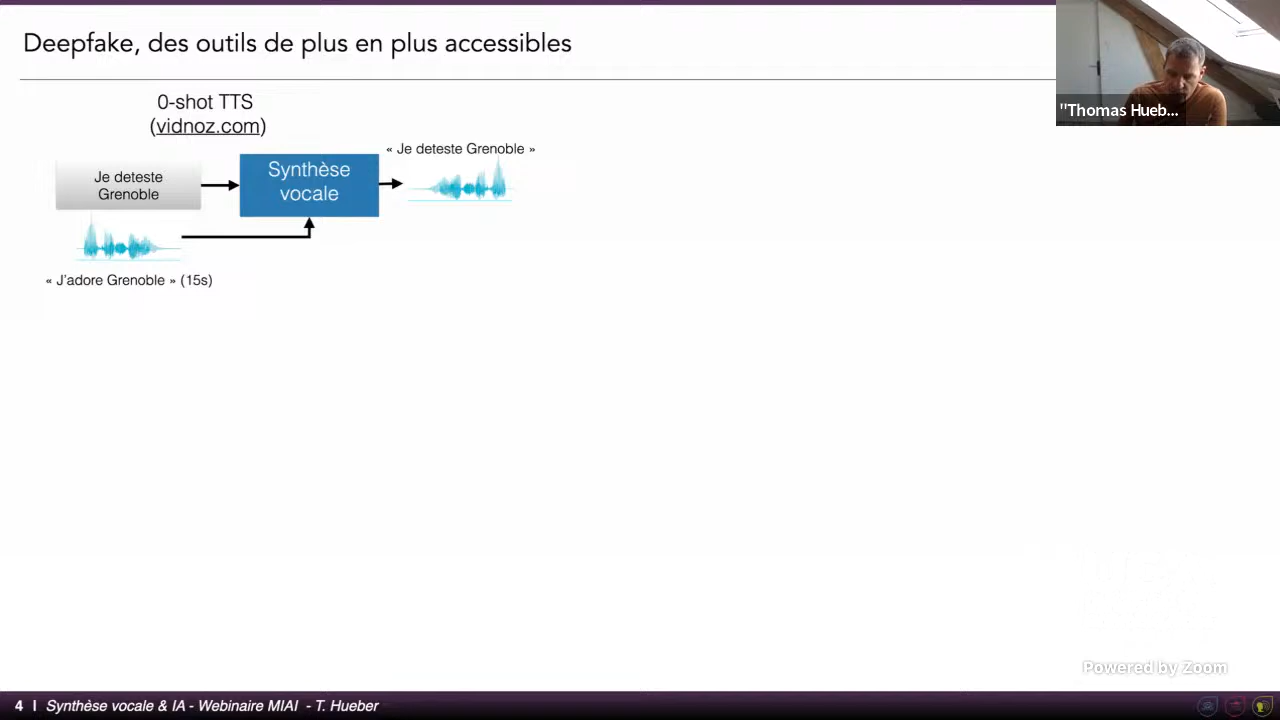 Deepfake, des outils de plus en plus accessibles
"Thomas Hueb...
0-shot TTS
(vidnoz.com)
« Je deteste Grenoble »
Je deteste
Grenoble
Synthèse
vocale
« J'adore Grenoble » (15s)
Powered by Zoom
4 I Synthèse vocale & IA - Webinaire MIAI - T. Hueber